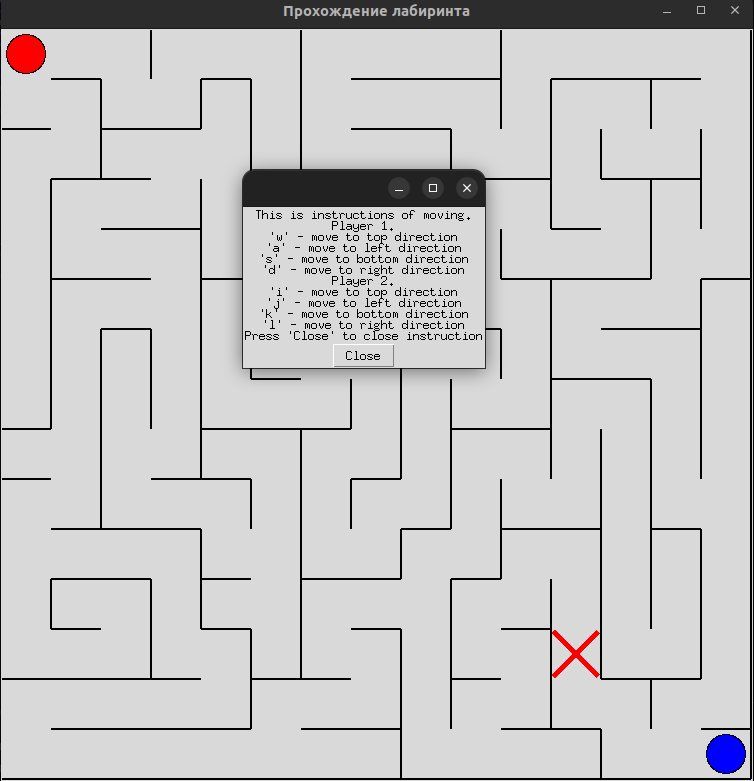 Прохождение лабиринта
This is instructions of moving.
Player 1.
'w' - move to top direction
'a' - move to left direction
's' - move to bottom direction
'd' - move to right direction
Player 2.
'i' - move to top direction
'j' - move to left direction
'k' - move to bottom direction
'l' - move to right direction
Press 'Close' to close instruction
Close